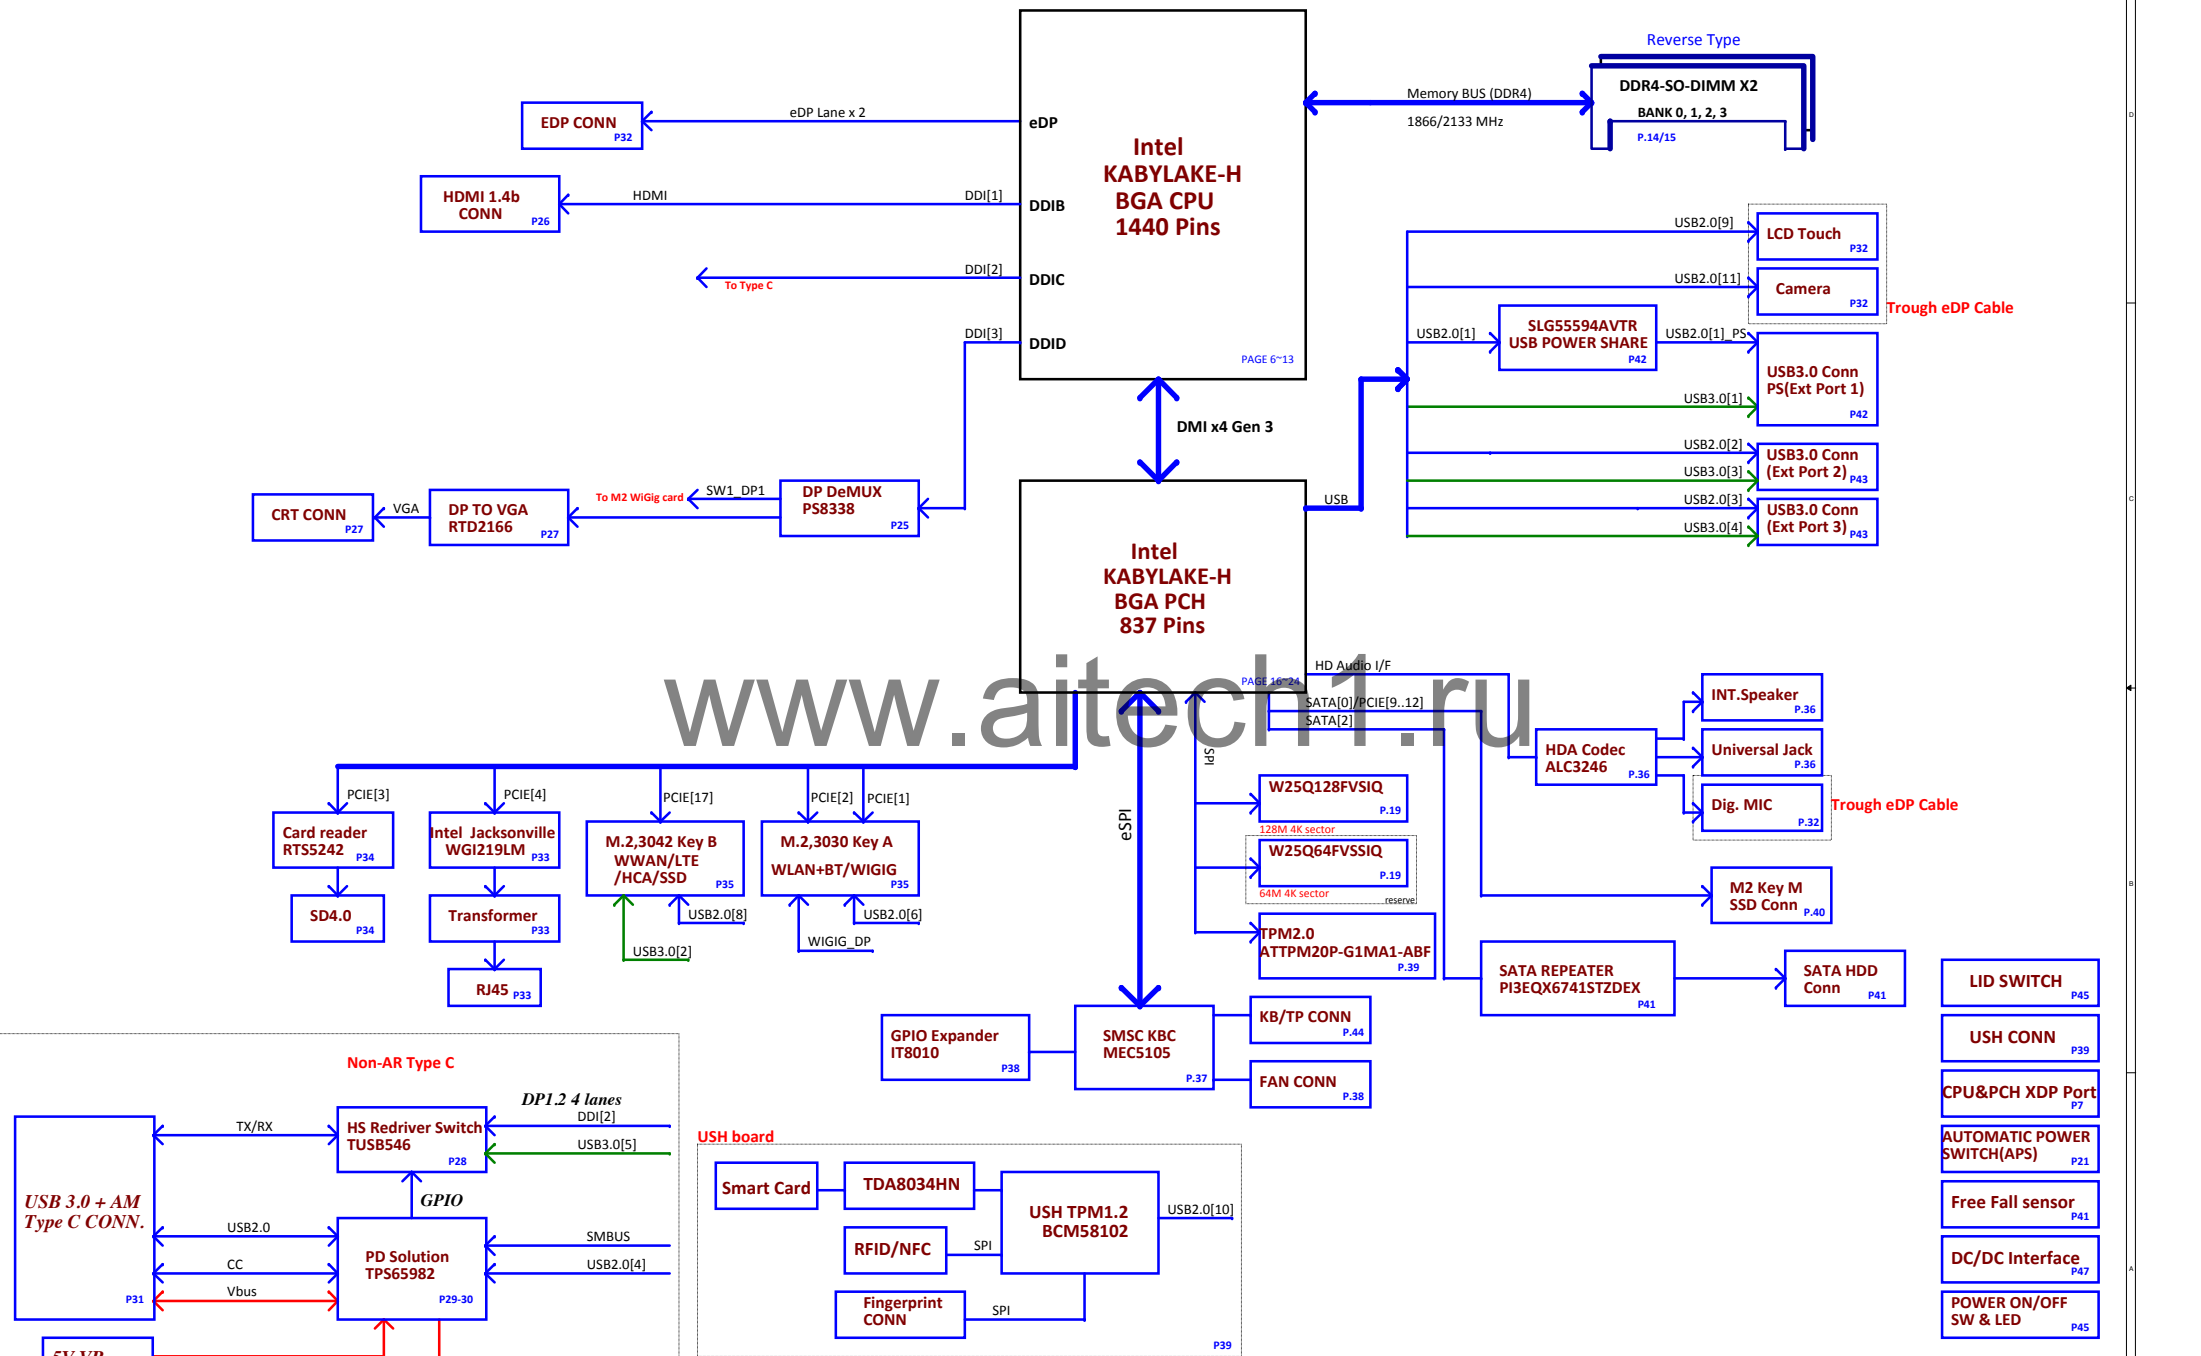 Reverse Type
DDR4-SO-DIMM X2
BANK 0, 1, 2, 3
P.14/15
Memory BUS (DDR4)
1866/2133 MHz
Intel
KABYLAKE-H
BGA CPU
1440 Pins
PAGE 6~13
eDP
DDIB
DDIC
DDID
eDP Lane x 2
EDP CONN
P32
HDMI 1.4b
CONN
P26
HDMI
DDI[1]
DDI[2]
To Type C
DDI[3]
DMI x4 Gen 3
CRT CONN
P27
VGA
DP TO VGA
RTD2166
P27
To M2 WiGig card
SW1_DP1
DP DeMUX
PS8338
P25
Intel
KABYLAKE-H
BGA PCH
837 Pins
PAGE 16~24
USB
USB2.0[9]
LCD Touch
P32
USB2.0[11]
Camera
P32
Trough eDP Cable
USB2.0[1]
SLG55594AVTR
USB POWER SHARE
P42
USB2.0[1]_PS
USB3.0 Conn
PS(Ext Port 1)
P42
USB3.0[1]
USB2.0[2]
USB3.0 Conn
(Ext Port 2)
P43
USB3.0[3]
USB2.0[3]
USB3.0 Conn
(Ext Port 3)
P43
USB3.0[4]
www.aitech1.ru
HD Audio I/F
SATA[0]/PCIE[9..12]
SATA[2]
SPI
eSPI
HDA Codec
ALC3246
P.36
INT.Speaker
P.36
Universal Jack
P.36
Dig. MIC
P.32
Trough eDP Cable
PCIE[3]
PCIE[4]
PCIE[17]
PCIE[2]
PCIE[1]
Card reader
RTS5242
P34
SD4.0
P34
Intel Jacksonville
WGI219LM
P33
Transformer
P33
RJ45
P33
M.2,3042 Key B
WWAN/LTE
/HCA/SSD
P35
USB2.0[8]
USB3.0[2]
M.2,3030 Key A
WLAN+BT/WIGIG
P35
USB2.0[6]
WIGIG_DP
W25Q128FVSIQ
P.19
128M 4K sector
W25Q64FVSSIQ
P.19
64M 4K sector
reserve
TPM2.0
ATTPM20P-G1MA1-ABF
P.39
M2 Key M
SSD Conn
P.40
SATA REPEATER
PI3EQX6741STZDEX
P41
SATA HDD
Conn
P41
GPIO Expander
IT8010
P38
SMSC KBC
MEC5105
P.37
KB/TP CONN
P.44
FAN CONN
P.38
LID SWITCH
P45
USH CONN
P39
CPU&PCH XDP Port
P7
AUTOMATIC POWER
SWITCH(APS)
P21
Free Fall sensor
P41
DC/DC Interface
P47
POWER ON/OFF
SW & LED
P45
Non-AR Type C
DP1.2 4 lanes
DDI[2]
USB3.0[5]
HS Redriver Switch
TUSB546
P28
TX/RX
USB 3.0 + AM
Type C CONN.
P31
GPIO
USB2.0
CC
Vbus
PD Solution
TPS65982
P29-30
SMBUS
USB2.0[4]
5V VR
USH board
Smart Card
TDA8034HN
USH TPM1.2
BCM58102
USB2.0[10]
RFID/NFC
SPI
Fingerprint
CONN
SPI
P39
D
C
B
A